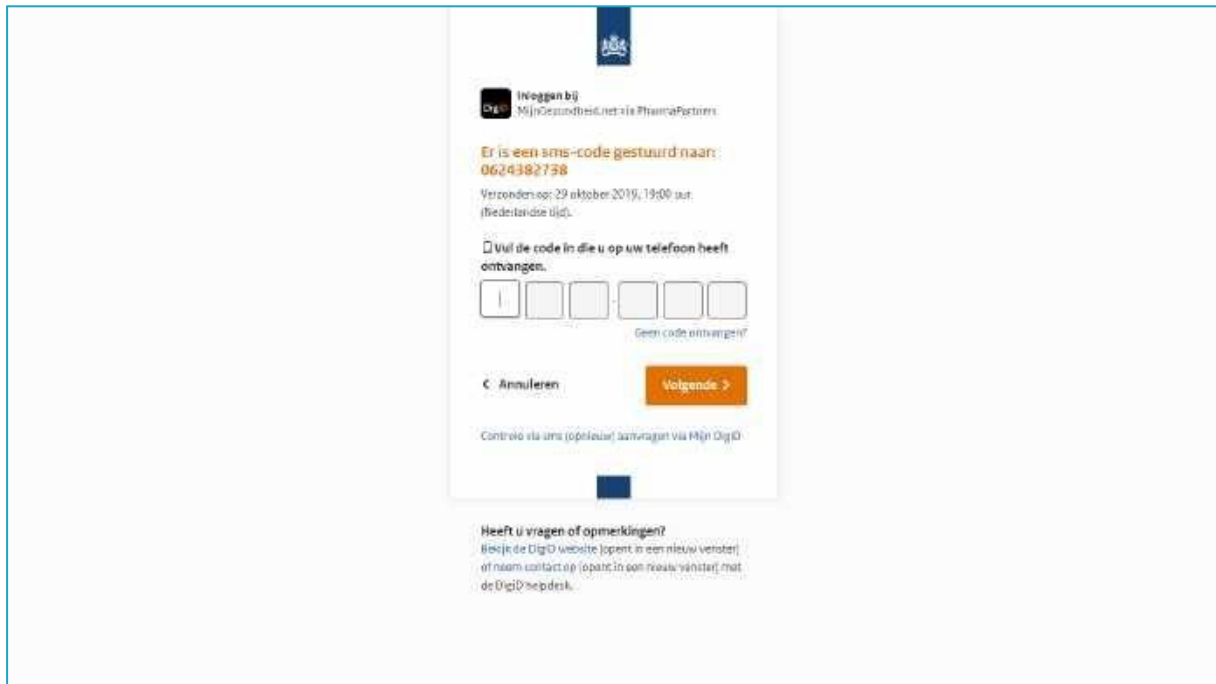 DigiD
Inloggen bij
MijnGezondheid.net via PharmaPartners
Er is een sms-code gestuurd naar:
0624382738
Verzonden op: 29 oktober 2019, 19:00 uur
(Nederlandse tijd).
Vul de code in die u op uw telefoon heeft
ontvangen.
-
Geen code ontvangen?
Annuleren
Volgende
Controle via sms (opnieuw) aanvragen via Mijn DigiD
Heeft u vragen of opmerkingen?
Bekijk de DigiD website (opent in een nieuw venster)
of neem contact op (opent in een nieuw venster) met
de DigiD helpdesk.